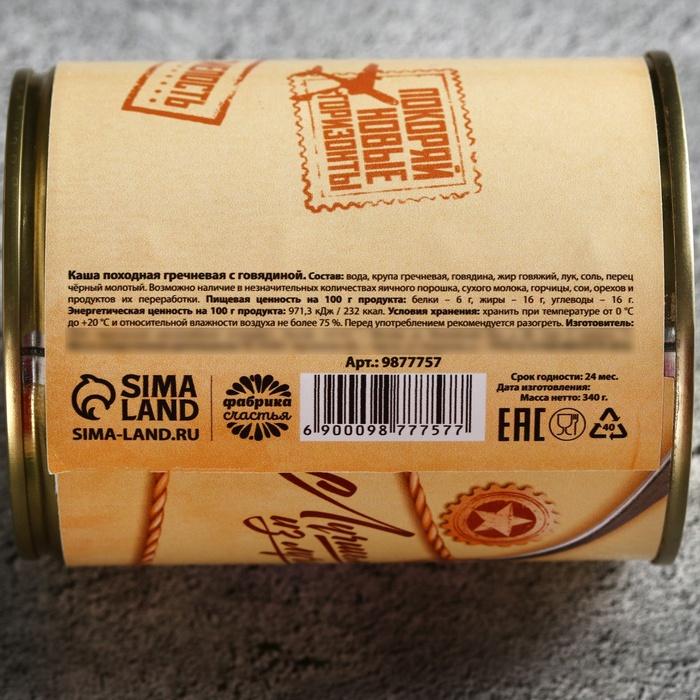 ПОКОРЯЙ
НОВЫЕ
ГОРИЗОНТЫ
Каша походная гречневая с говядиной. Состав: вода, крупа гречневая, говядина, жир говяжий, лук, соль, перец
чёрный молотый. Возможно наличие в незначительных количествах яичного порошка, сухого молока, горчицы, сои, орехов и
продуктов их переработки. Пищевая ценность на 100 г продукта: белки – 6 г, жиры – 16 г, углеводы – 16 г.
Энергетическая ценность на 100 г продукта: 971,3 кДж / 232 ккал. Условия хранения: хранить при температуре от 0 °С
до +20 °С и относительной влажности воздуха не более 75 %. Перед употреблением рекомендуется разогреть. Изготовитель:
Арт.: 9877757
SIMA
LAND
SIMA-LAND.RU
фабрика
счастья
6 900098 777577
Срок годности: 24 мес.
Дата изготовления:
Масса нетто: 340 г.
EAC
40